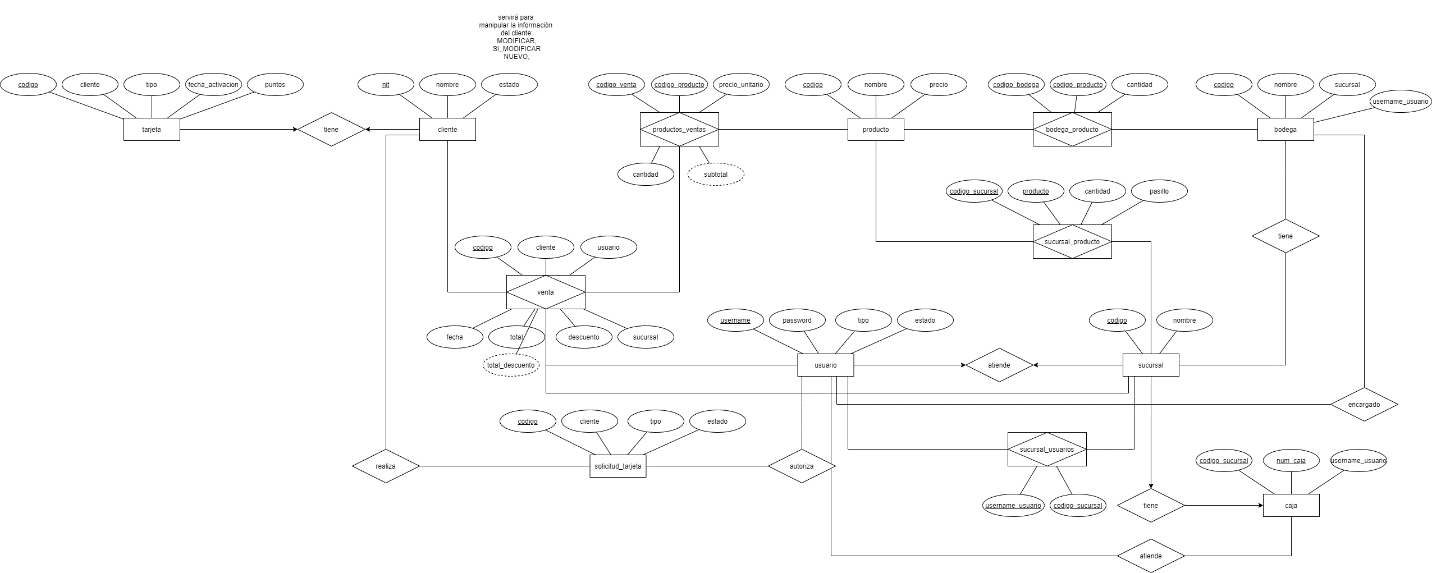 servirá para
manipular la información
del cliente:
MODIFICAR,
SI_MODIFICAR
NUEVO,
codigo
cliente
tipo
fecha_activacion
puntos
nit
nombre
estado
codigo_venta
codigo_producto
precio_unitario
codigo
nombre
precio
codigo_bodega
codigo_producto
cantidad
codigo
nombre
sucursal
username_usuario
tarjeta
tiene
cliente
productos_ventas
producto
bodega_producto
bodega
cantidad
subtotal
codigo_sucursal
producto
cantidad
pasillo
sucursal_producto
tiene
codigo
cliente
usuario
venta
fecha
total
descuento
sucursal
total_descuento
username
password
tipo
estado
codigo
nombre
usuario
atiende
sucursal
encargado
codigo
cliente
tipo
estado
realiza
solicitud_tarjeta
autoriza
sucursal_usuarios
username_usuario
codigo_sucursal
codigo_sucursal
num_caja
username_usuario
tiene
caja
atiende